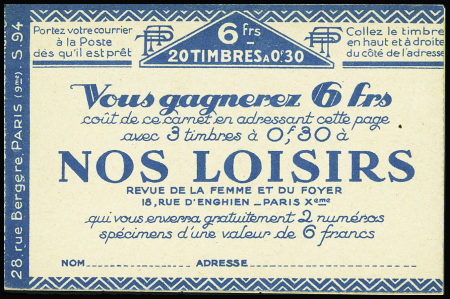 Portez votre courrier
à la Poste
dès qu'il est prêt
6 frs
20 TIMBRES A 0f30
Collez le timbre
en haut et à droite
du côté de l'adresse
Vous gagnerez 6 frs
coût de ce carnet en adressant cette page
avec 3 timbres à 0f,30 à
NOS LOISIRS
REVUE DE LA FEMME ET DU FOYER
18, RUE D'ENGHIEN _ PARIS Xeme
qui vous enverra gratuitement 2 numéros
spécimens d'une valeur de 6 francs
NOM ADRESSE
28, rue Bergère, PARIS (9me) S. 94